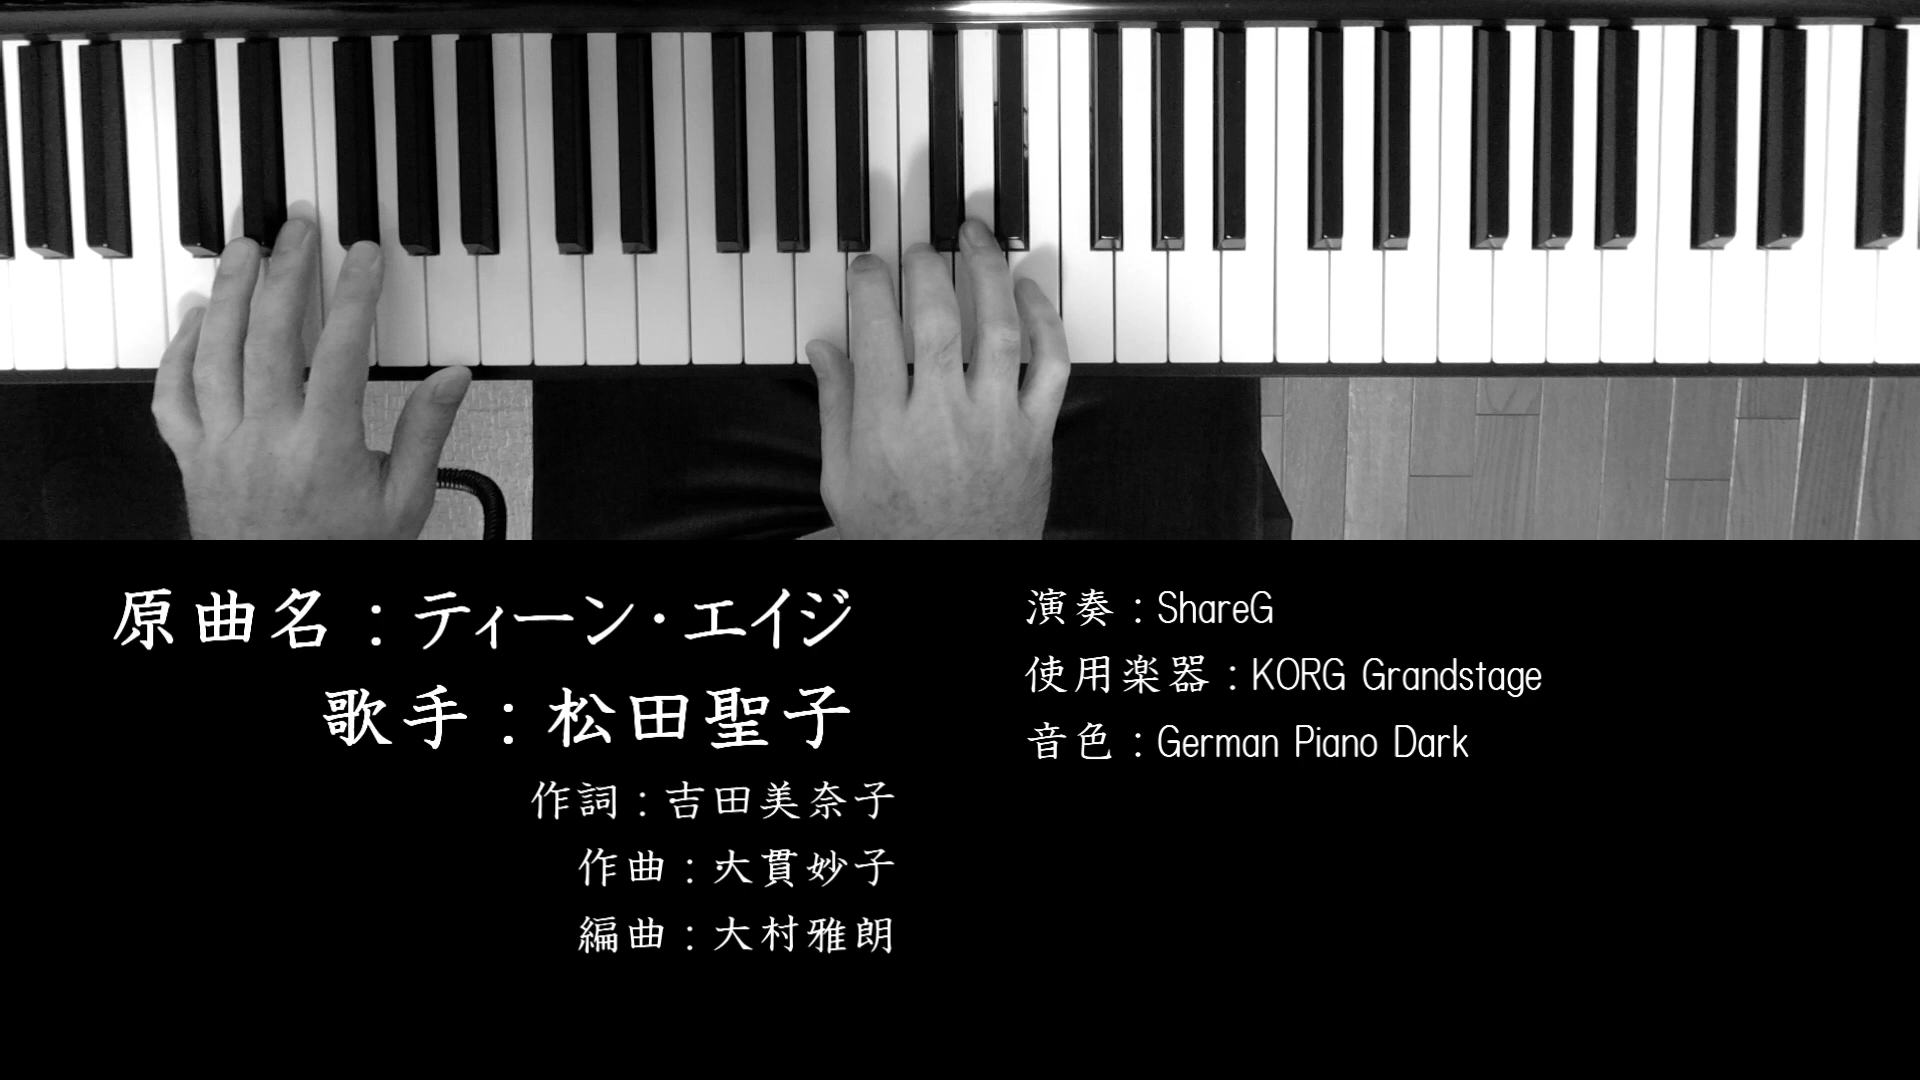 原曲名：ティーン・エイジ
歌手：松田聖子
作詞：吉田美奈子
作曲：大貫妙子
編曲：大村雅朗
演奏：ShareG
使用楽器：KORG Grandstage
音色：German Piano Dark